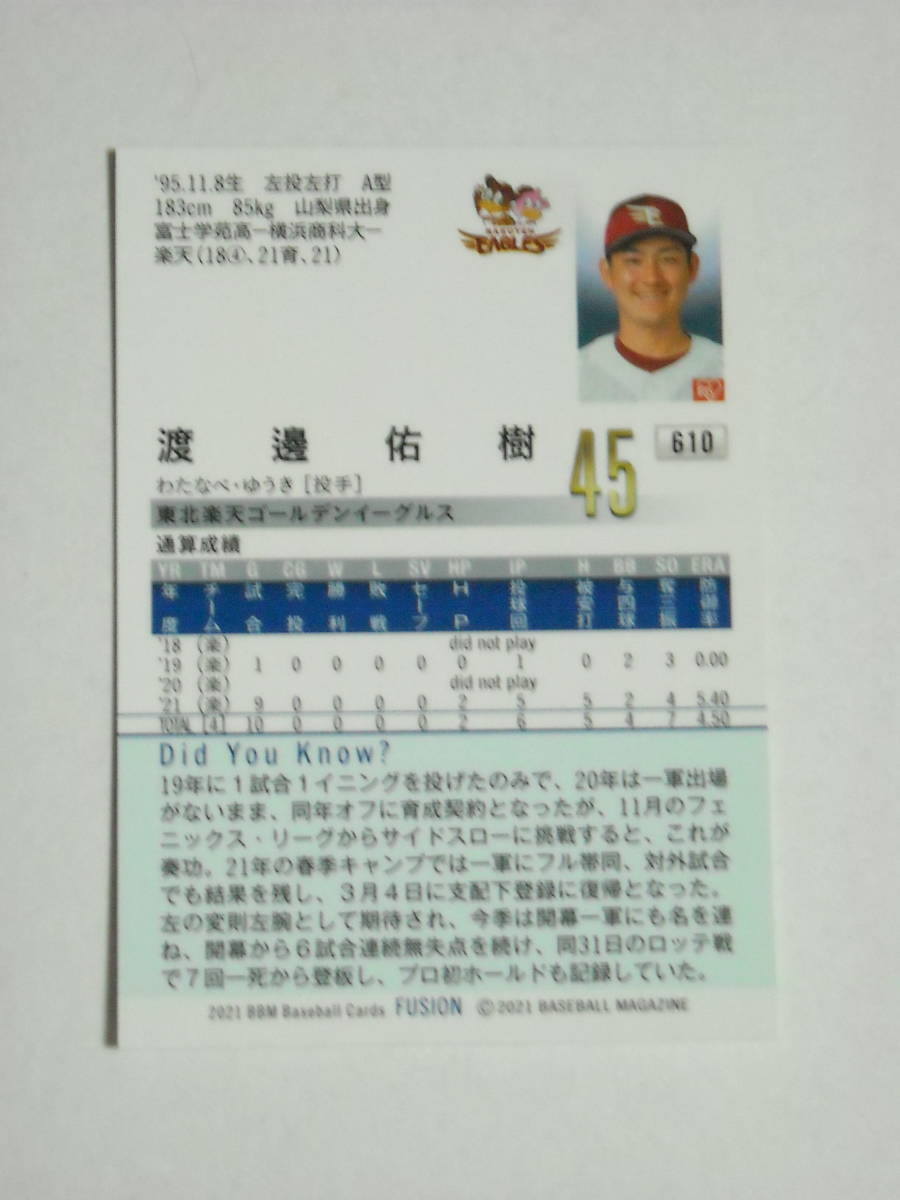 '95.11.8生 左投左打 A型
183cm 85kg 山梨県出身
富士学苑高ー横浜商科大ー
楽天(18④、21育、21)
RAKUTEN
EAGLES
渡邊佑樹
45
610
わたなべ・ゆうき [投手]
東北楽天ゴールデンイーグルス
通算成績
YR TM G CG W L SV HP IP H BB SO ERA
年度 チーム 試合 完投 勝利 敗戦 セーブ HP 投球回 被安打 与四球 奪三振 防御率
'18 (楽) did not play
'19 (楽) 1 0 0 0 0 0 1 0 2 3 0.00
'20 (楽) did not play
'21 (楽) 9 0 0 0 0 2 5 5 2 4 5.40
TOTAL [4] 10 0 0 0 0 2 6 5 4 7 4.50
Did You Know?
19年に1試合1イニングを投げたのみで、20年は一軍出場
がないまま、同年オフに育成契約となったが、11月のフェ
ニックス・リーグからサイドスローに挑戦すると、これが
奏功。21年の春季キャンプでは一軍にフル帯同、対外試合
でも結果を残し、3月4日に支配下登録に復帰となった。
左の変則左腕として期待され、今季は開幕一軍にも名を連
ね、開幕から6試合連続無失点を続け、同31日のロッテ戦
で7回一死から登板し、プロ初ホールドも記録していた。
2021 BBM Baseball Cards FUSION ©2021 BASEBALL MAGAZINE